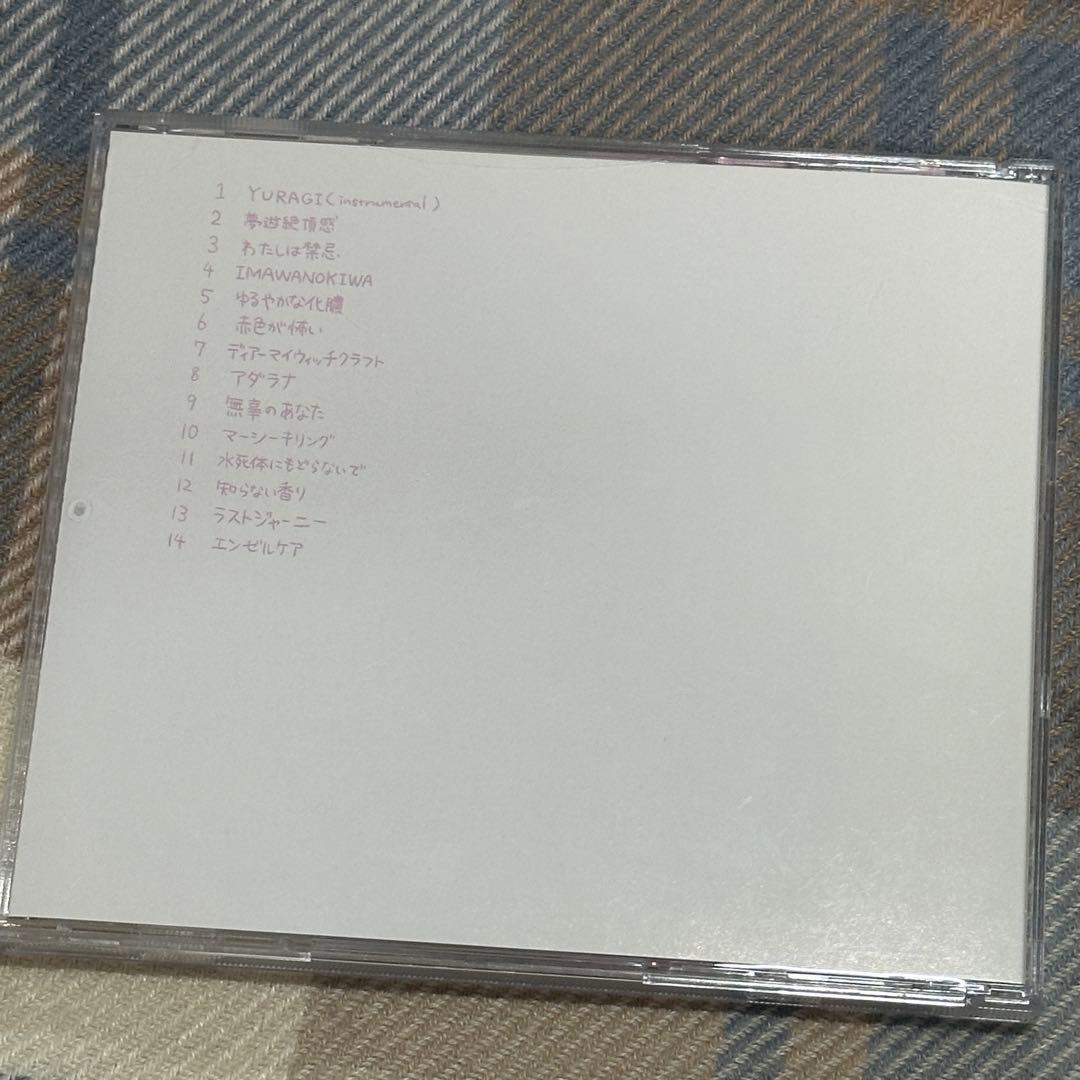 1 YURAGI(instrumental)
2 夢遊絶頂感
3 わたしは禁忌
4 IMAWANOKIWA
5 ゆるやかな化膿
6 赤色が怖い
7 ディアーマイウィッチクラフト
8 アダラナ
9 無辜のあなた
10 マーシーキリング
11 水死体にもどらないで
12 知らない香り
13 ラストジャーニー
14 エンゼルケア